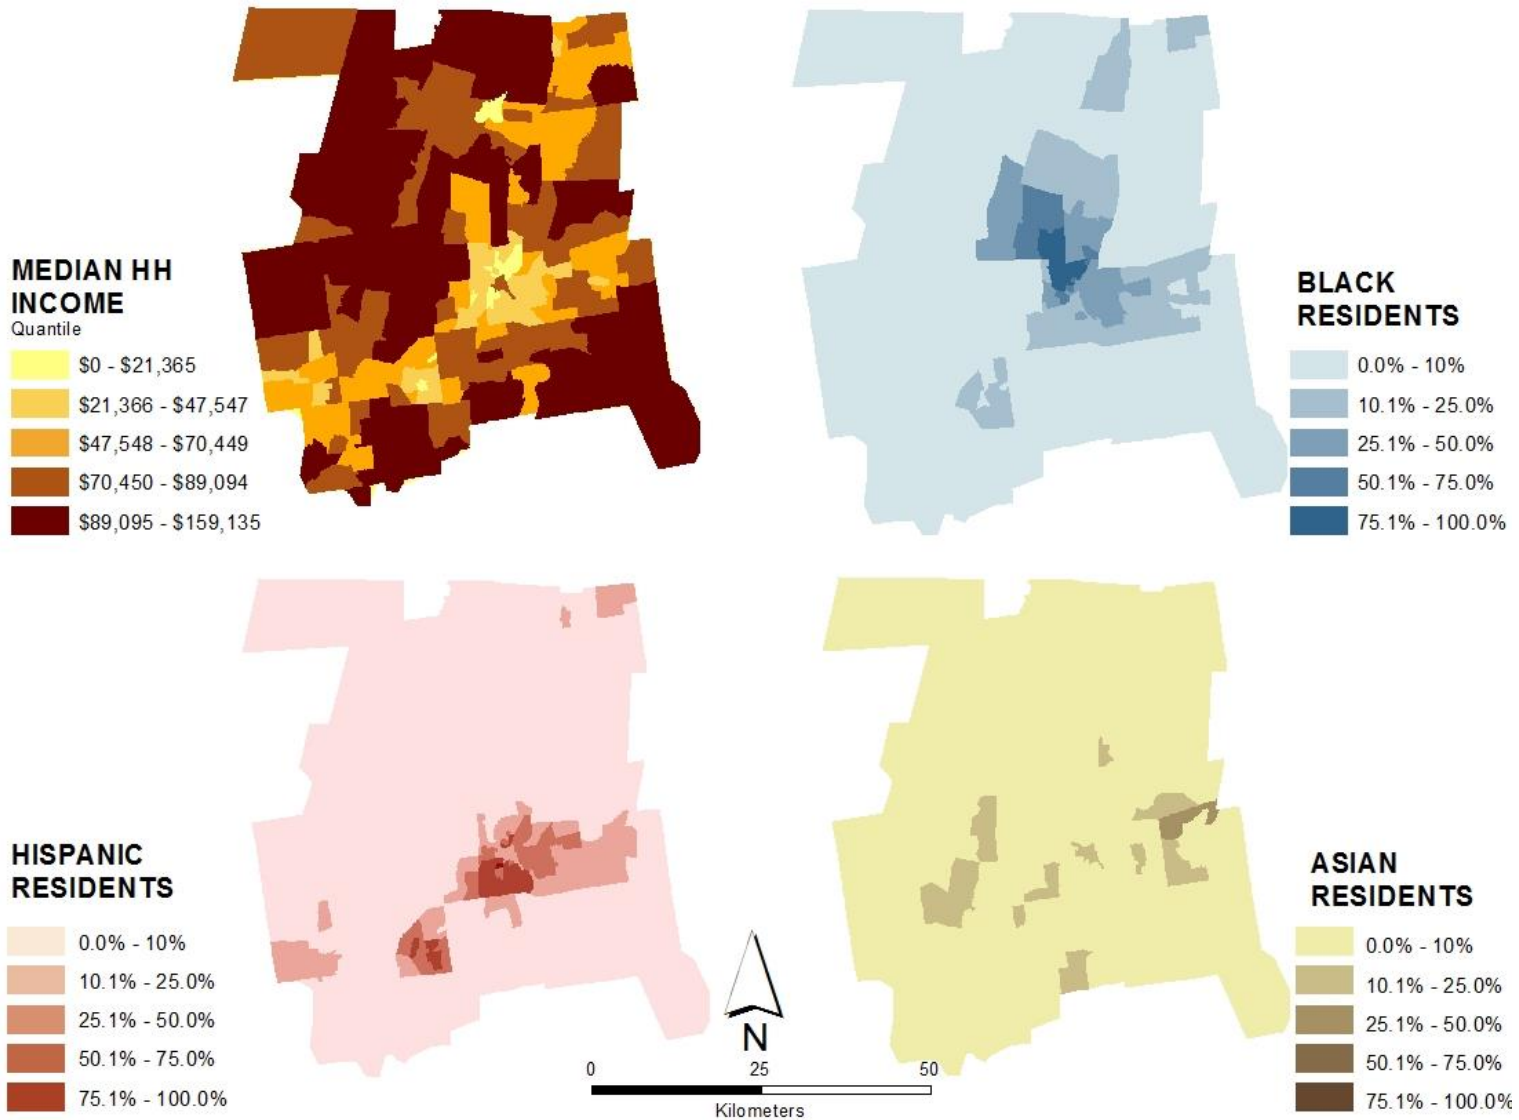 MEDIAN HH
INCOME
Quantile
$0 - $21,365
$21,366 - $47,547
$47,548 - $70,449
$70,450 - $89,094
$89,095 - $159,135
BLACK
RESIDENTS
0.0% - 10%
10.1% - 25.0%
25.1% - 50.0%
50.1% - 75.0%
75.1% - 100.0%
HISPANIC
RESIDENTS
0.0% - 10%
10.1% - 25.0%
25.1% - 50.0%
50.1% - 75.0%
75.1% - 100.0%
N
0 25 50
Kilometers
ASIAN
RESIDENTS
0.0% - 10%
10.1% - 25.0%
25.1% - 50.0%
50.1% - 75.0%
75.1% - 100.0%